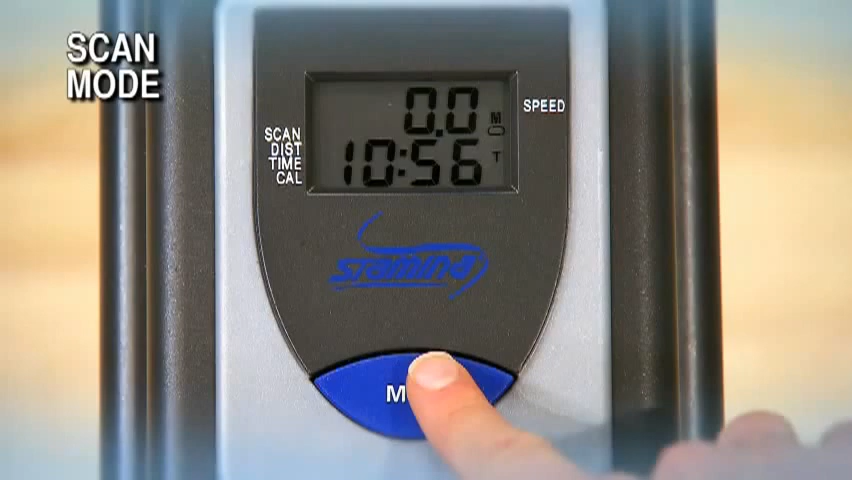 SCAN
MODE
0.0
M
SPEED
SCAN
DIST
TIME
CAL
10:56
T
STAMINA
M